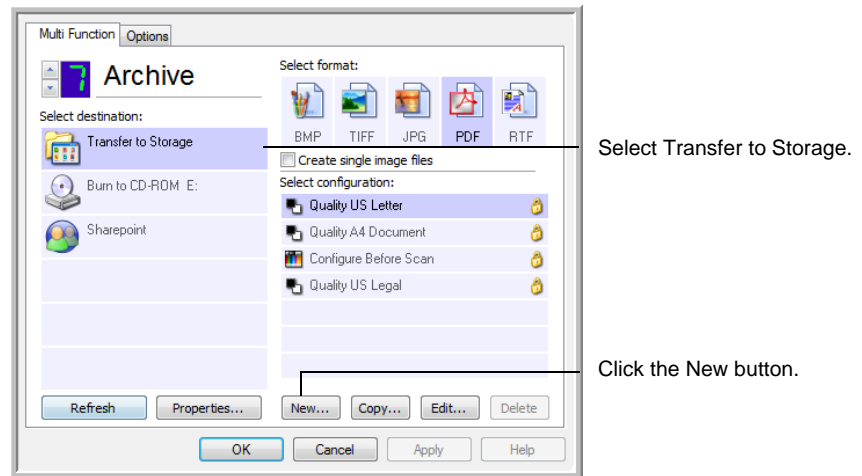 Multi Function
Options
7 Archive
Select destination:
Transfer to Storage
Burn to CD-ROM E:
Sharepoint
Refresh
Properties...
Select format:
BMP TIFF JPG PDF RTF
Create single image files
Select configuration:
Quality US Letter
Quality A4 Document
Configure Before Scan
Quality US Legal
New... Copy... Edit... Delete
OK Cancel Apply Help
Select Transfer to Storage.
Click the New button.